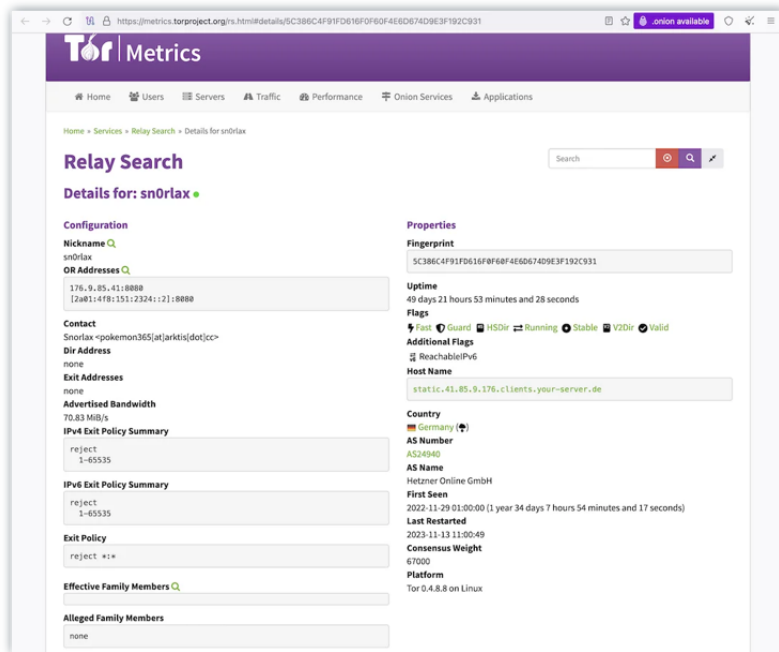 https://metrics.torproject.org/rs.html#details/5C386C4F91FD616F0F60F4E6D674D9E3F192C931
.onion available
Tor Metrics
Home
Users
Servers
Traffic
Performance
Onion Services
Applications
Home » Services » Relay Search » Details for sn0rlax
Relay Search
Search
Details for: sn0rlax
Configuration
Nickname
sn0rlax
OR Addresses
176.9.85.41:8080
[2a01:4f8:151:2324::2]:8080
Contact
Snorlax <pokemon365[at]arktis[dot]cc>
Dir Address
none
Exit Addresses
none
Advertised Bandwidth
70.83 MiB/s
IPv4 Exit Policy Summary
reject
1-65535
IPv6 Exit Policy Summary
reject
1-65535
Exit Policy
reject *:*
Effective Family Members
Alleged Family Members
none
Properties
Fingerprint
5C386C4F91FD616F0F60F4E6D674D9E3F192C931
Uptime
49 days 21 hours 53 minutes and 28 seconds
Flags
Fast Guard HSDir Running Stable V2Dir Valid
Additional Flags
ReachableIPv6
Host Name
static.41.85.9.176.clients.your-server.de
Country
Germany ( )
AS Number
AS24940
AS Name
Hetzner Online GmbH
First Seen
2022-11-29 01:00:00 (1 year 34 days 7 hours 54 minutes and 17 seconds)
Last Restarted
2023-11-13 11:00:49
Consensus Weight
67000
Platform
Tor 0.4.8.8 on Linux